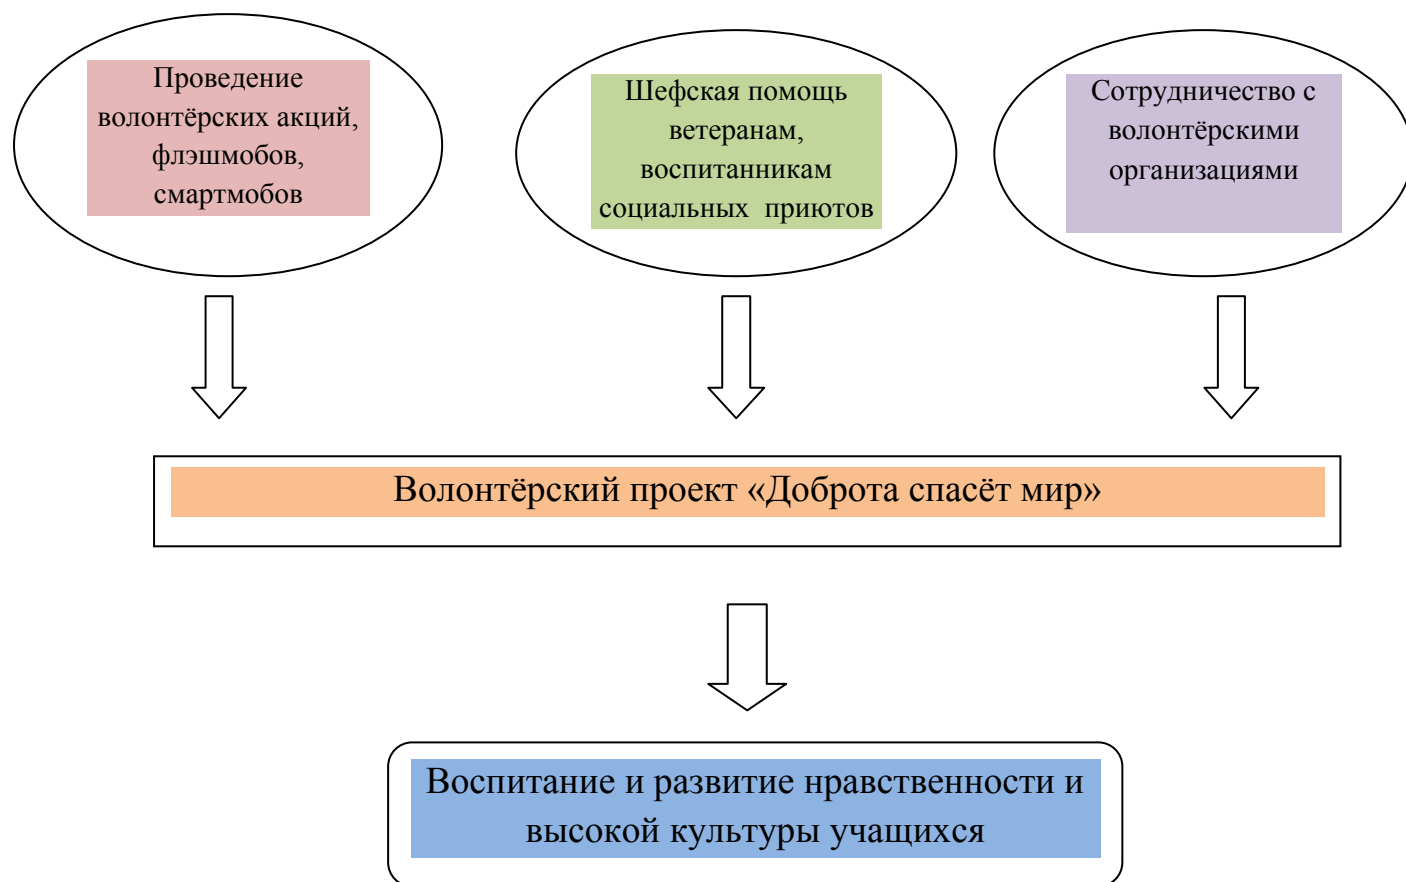 Проведение
волонтёрских акций,
флэшмобов,
смартмобов
Шефская помощь
ветеранам,
воспитанникам
социальных приютов
Сотрудничество с
волонтёрскими
организациями
Волонтёрский проект «Доброта спасёт мир»
Воспитание и развитие нравственности и
высокой культуры учащихся